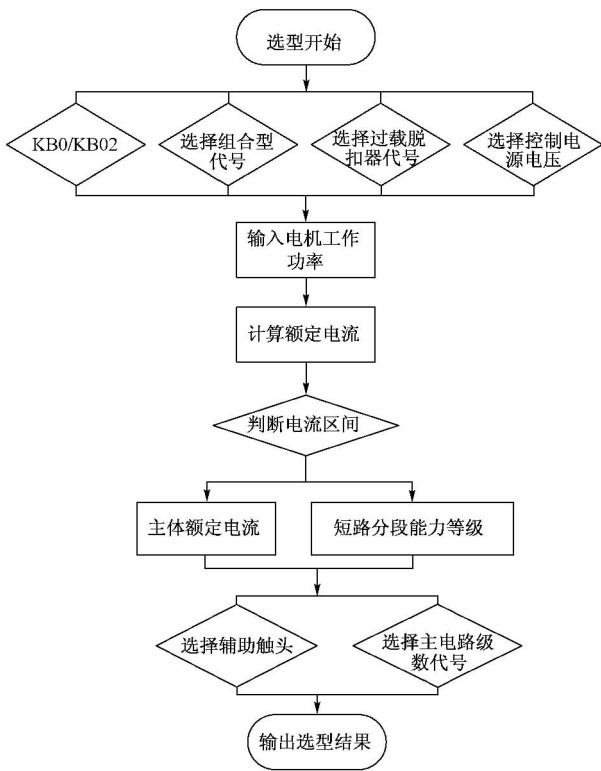 选型开始
KB0/KB02
选择组合型
代号
选择过载脱
扣器代号
选择控制电
源电压
输入电机工作
功率
计算额定电流
判断电流区间
主体额定电流
短路分段能力等级
选择辅助触头
选择主电路级
数代号
输出选型结果